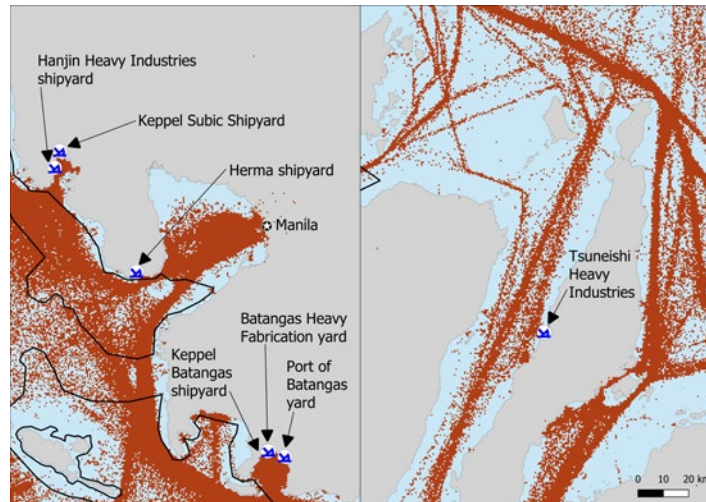 Hanjin Heavy Industries
shipyard
Keppel Subic Shipyard
Herma shipyard
Manila
Batangas Heavy
Fabrication yard
Keppel
Batangas
shipyard
Port of
Batangas
yard
Tsuneishi
Heavy
Industries
0 10 20 km